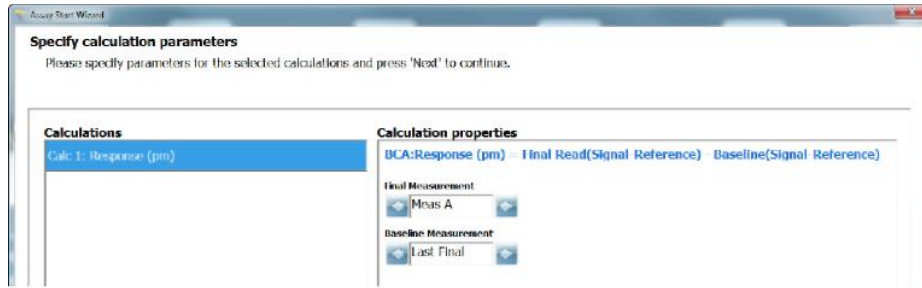 Assay Start Wizard
Specify calculation parameters
Please specify parameters for the selected calculations and press 'Next' to continue.
Calculations
Calculation properties
Calc 1: Response (pm)
BCA:Response (pm) = Final Read(Signal-Reference) - Baseline(Signal-Reference)
Final Measurement
Meas A
Baseline Measurement
Last Final